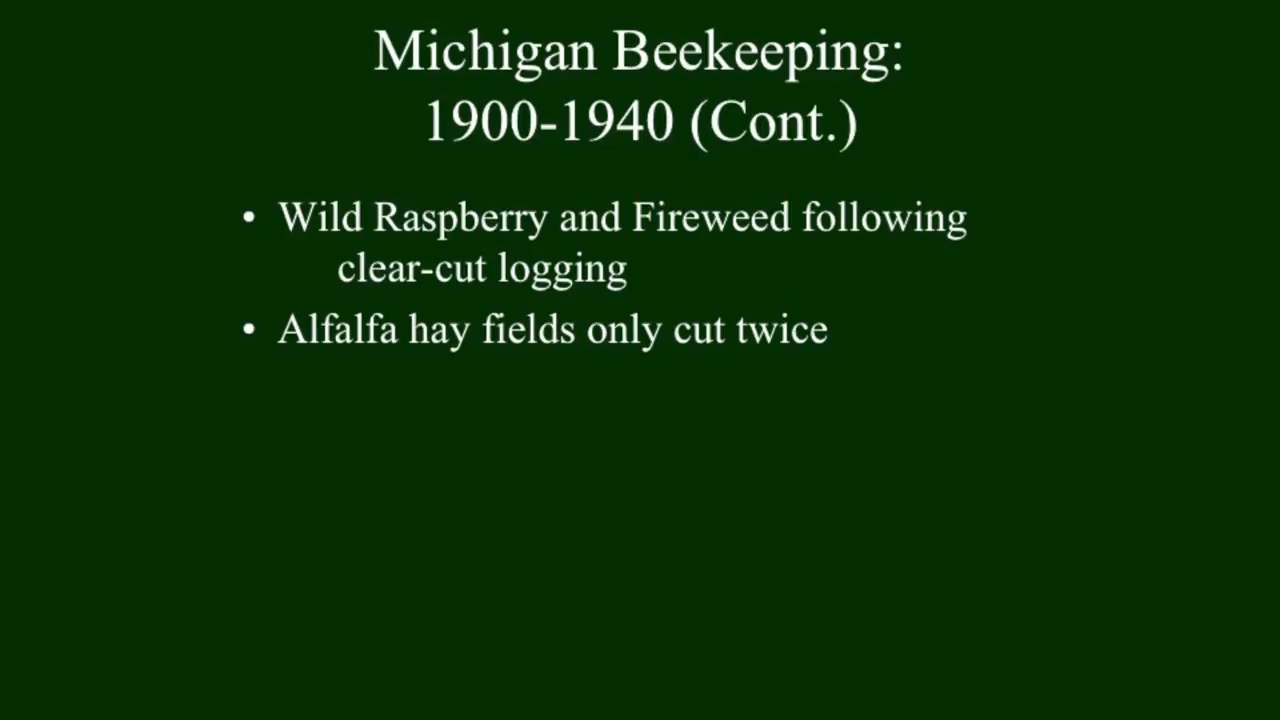 Michigan Beekeeping:
1900-1940 (Cont.)
• Wild Raspberry and Fireweed following
clear-cut logging
• Alfalfa hay fields only cut twice